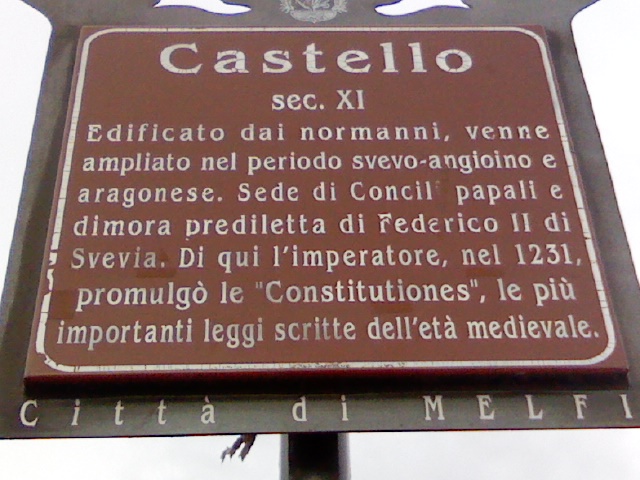 Castello
sec. XI
Edificato dai normanni, venne
ampliato nel periodo svevo-angioino e
aragonese. Sede di Concil papali e
dimora prediletta di Federico II di
Svevia. Di qui l'imperatore, nel 1231,
promulgò le "Constitutiones", le più
importanti leggi scritte dell'età medievale.
Città di MELFI